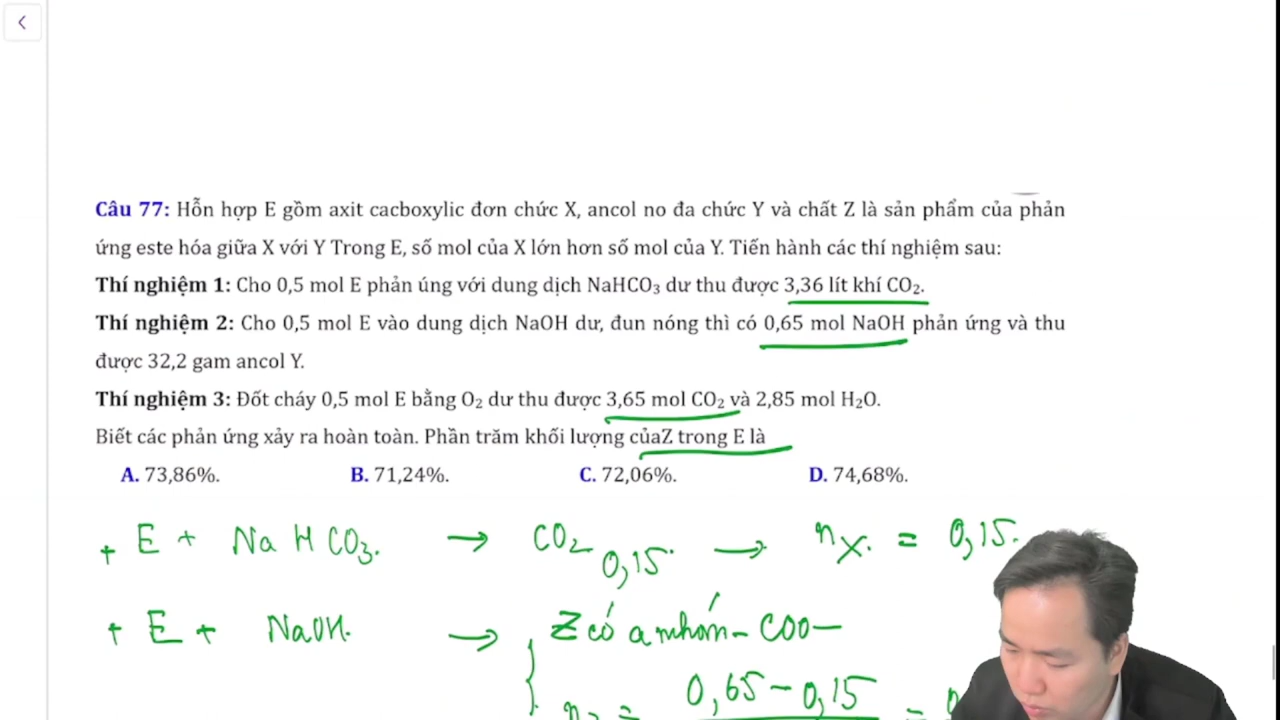 Câu 77: Hỗn hợp E gồm axit cacboxylic đơn chức X, ancol no đa chức Y và chất Z là sản phẩm của phản
ứng este hóa giữa X với Y Trong E, số mol của X lớn hơn số mol của Y. Tiến hành các thí nghiệm sau:
Thí nghiệm 1: Cho 0,5 mol E phản úng với dung dịch NaHCO₃ dư thu được 3,36 lít khí CO₂.
Thí nghiệm 2: Cho 0,5 mol E vào dung dịch NaOH dư, đun nóng thì có 0,65 mol NaOH phản ứng và thu
được 32,2 gam ancol Y.
Thí nghiệm 3: Đốt cháy 0,5 mol E bằng O₂ dư thu được 3,65 mol CO₂ và 2,85 mol H₂O.
Biết các phản ứng xảy ra hoàn toàn. Phần trăm khối lượng củaZ trong E là
A. 73,86%. B. 71,24%. C. 72,06%. D. 74,68%.
+ E + NaHCO₃. → CO₂ 0,15 → nₓ. = 0,15.
+ E + NaOH. → Z có a nhóm – COO –
0,65 – 0,15